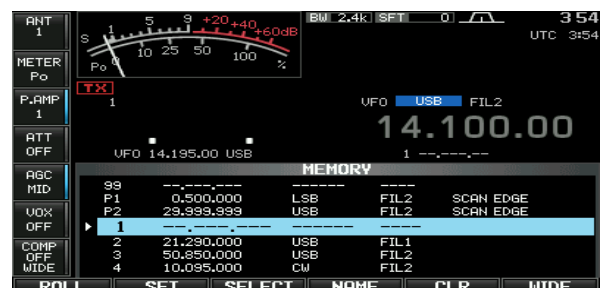 ANT
1
METER
Po
P.AMP
1
ATT
OFF
AGC
MID
VOX
OFF
COMP
OFF
WIDE
S 1 5 9 +20 +40 +60dB
Po 10 25 50 100 %
BW 2.4k SFT 0
3 54
UTC 3:54
TX
1
VFO USB FIL2
14.100.00
VFO 14.195.00 USB
1 --.---.--
MEMORY
99 --.---.--- ------ ----
P1 0.500.000 LSB FIL2 SCAN EDGE
P2 29.999.999 USB FIL2 SCAN EDGE
1 --.---.--- ------ ----
2 21.290.000 USB FIL1
3 50.850.000 USB FIL2
4 10.095.000 CW FIL2
ROLL SET SELECT NAME CLR WIDE